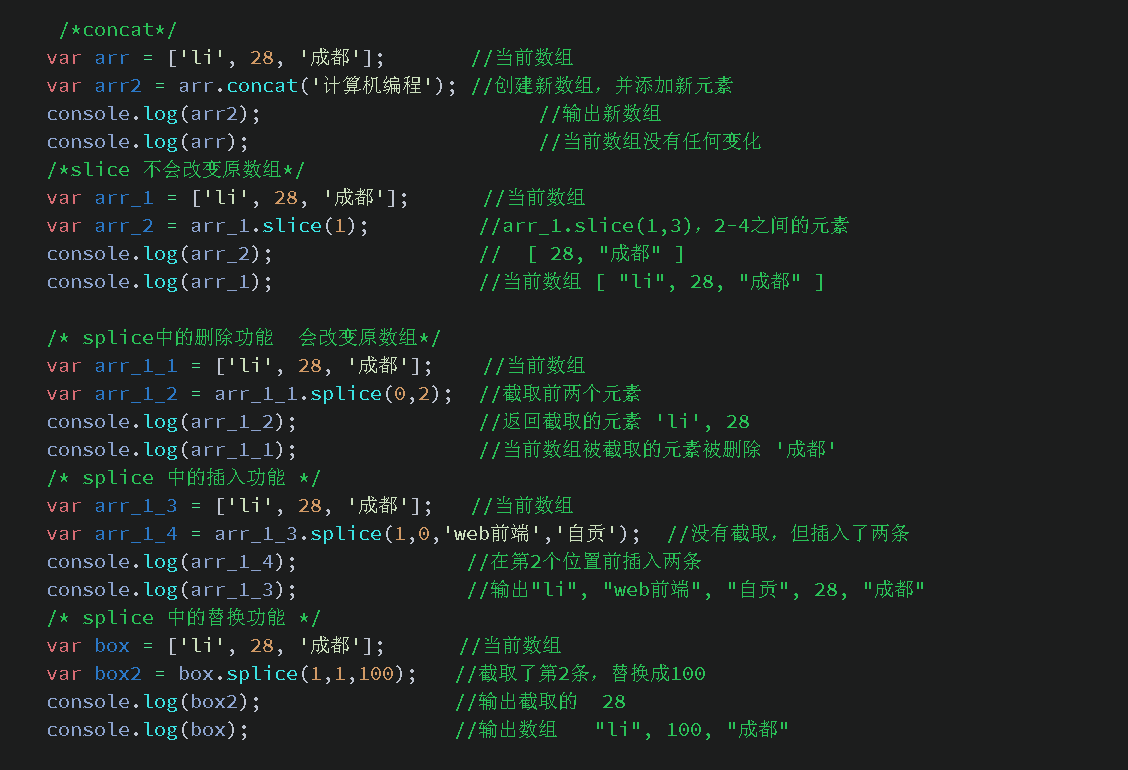 /*concat*/
var arr = ['li', 28, '成都'];       //当前数组
var arr2 = arr.concat('计算机编程'); //创建新数组，并添加新元素
console.log(arr2);                       //输出新数组
console.log(arr);                        //当前数组没有任何变化
/*slice 不会改变原数组*/
var arr_1 = ['li', 28, '成都'];      //当前数组
var arr_2 = arr_1.slice(1);         //arr_1.slice(1,3)，2-4之间的元素
console.log(arr_2);                 //  [ 28, "成都" ]
console.log(arr_1);                 //当前数组 [ "li", 28, "成都" ]
/* splice中的删除功能  会改变原数组*/
var arr_1_1 = ['li', 28, '成都'];    //当前数组
var arr_1_2 = arr_1_1.splice(0,2);  //截取前两个元素
console.log(arr_1_2);               //返回截取的元素 'li', 28
console.log(arr_1_1);               //当前数组被截取的元素被删除 '成都'
/* splice 中的插入功能 */
var arr_1_3 = ['li', 28, '成都'];   //当前数组
var arr_1_4 = arr_1_3.splice(1,0,'web前端','自贡');  //没有截取，但插入了两条
console.log(arr_1_4);              //在第2个位置前插入两条
console.log(arr_1_3);              //输出"li", "web前端", "自贡", 28, "成都"
/* splice 中的替换功能 */
var box = ['li', 28, '成都'];      //当前数组
var box2 = box.splice(1,1,100);   //截取了第2条，替换成100
console.log(box2);                //输出截取的  28
console.log(box);                 //输出数组   "li", 100, "成都"